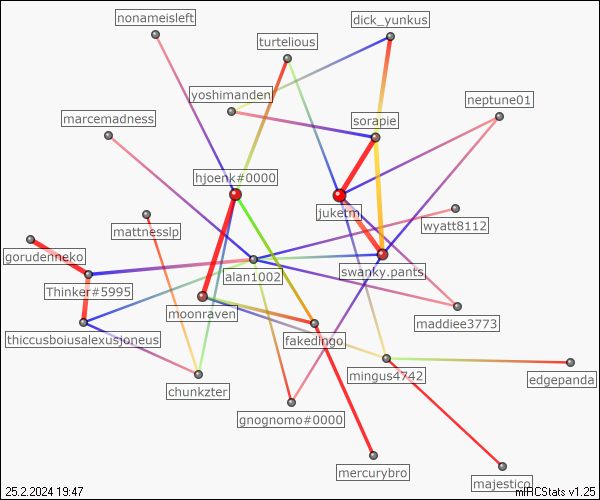 nonameisleft
dick_yunkus
turtelious
yoshimanden
neptune01
marcemadness
sorapie
hjoenk#0000
juketm
wyatt8112
mattnesslp
gorudenneko
alan1002
swanky.pants
Thinker#5995
moonraven
maddiee3773
thiccusboiusalexusjoneus
fakedingo
mingus4742
edgepanda
chunkzter
gnognomo#0000
mercurybro
majestico
25.2.2024 19:47
mIRCStats v1.25